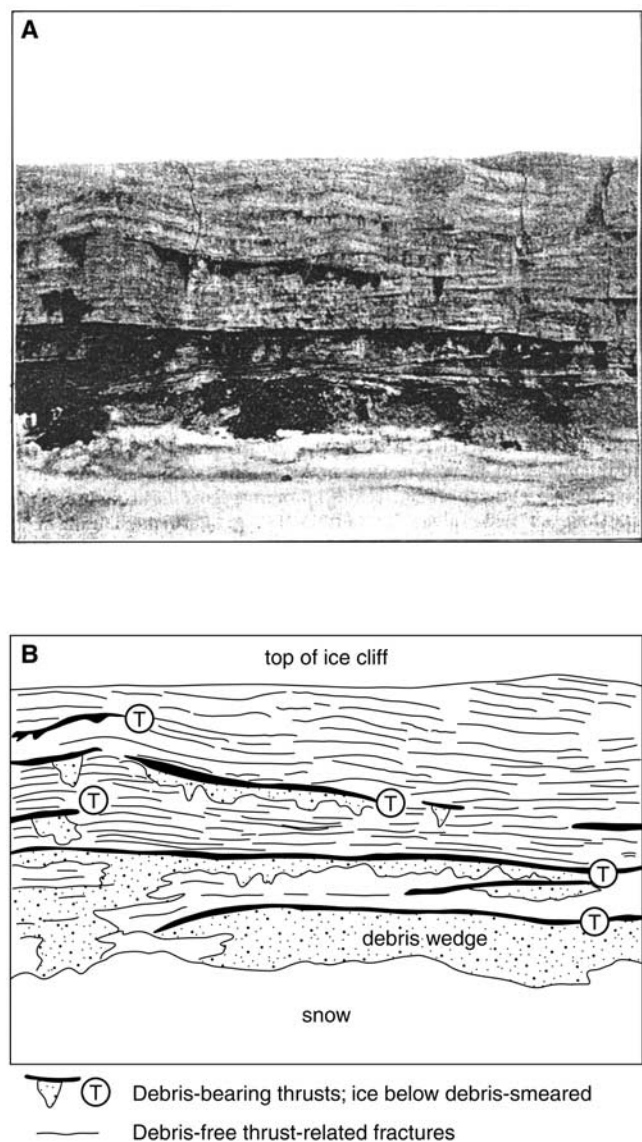 A
B
top of ice cliff
T
T
T
T
T
debris wedge
snow
T Debris-bearing thrusts; ice below debris-smeared
Debris-free thrust-related fractures